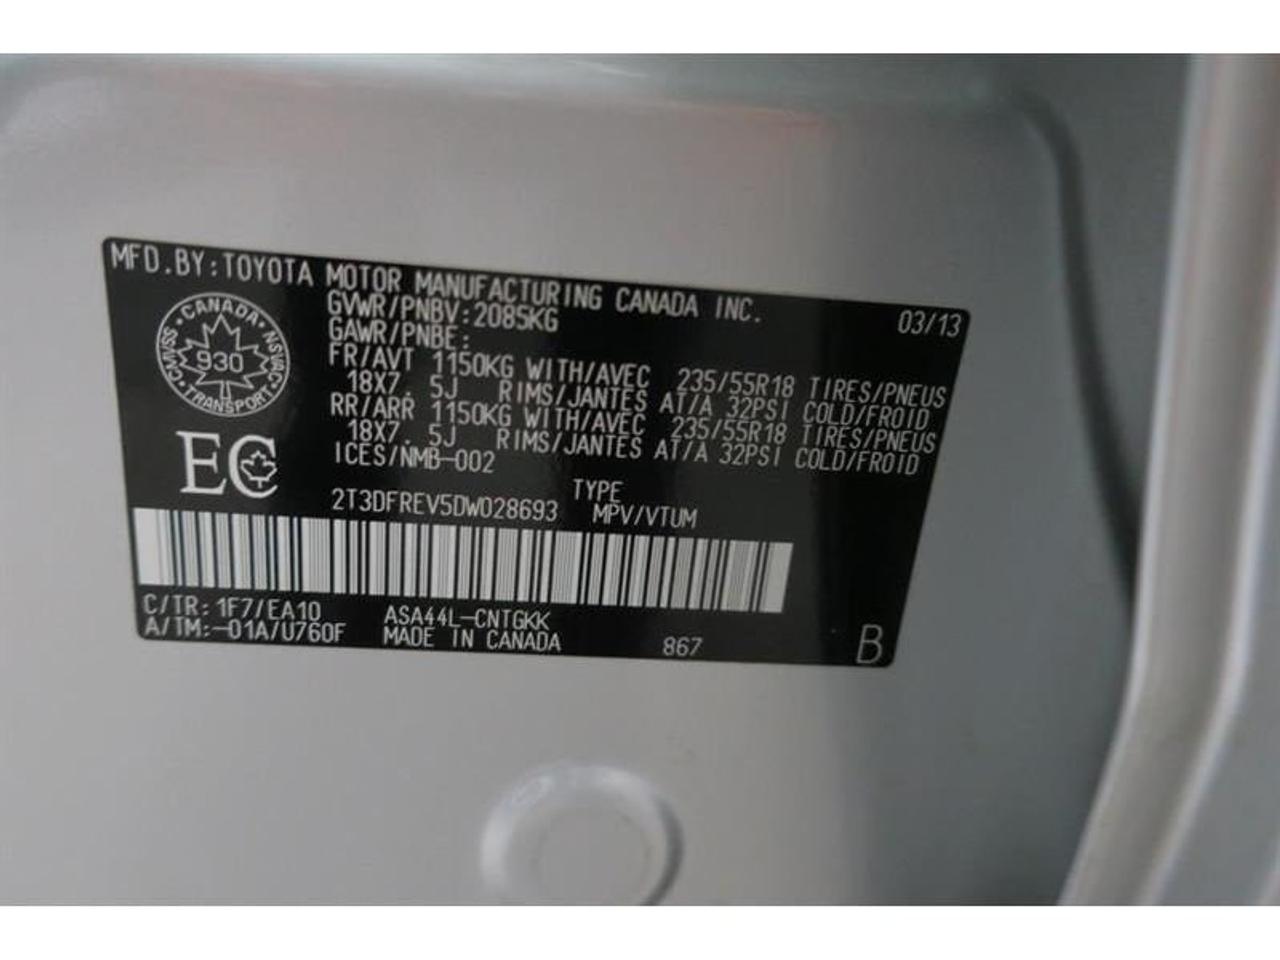 MFD.BY:TOYOTA MOTOR MANUFACTURING CANADA INC. 03/13
GVWR/PNBV:2085KG
GAWR/PNBE:
FR/AVT 1150KG WITH/AVEC 235/55R18 TIRES/PNEUS
18X7. 5J RIMS/JANTES AT/A 32PSI COLD/FROID
RR/ARR 1150KG WITH/AVEC 235/55R18 TIRES/PNEUS
18X7. 5J RIMS/JANTES AT/A 32PSI COLD/FROID
ICES/NMB-002
CANADA
CMVSS 930 NSVAC
TRANSPORT
EC
2T3DFREV5DW028693 TYPE
MPV/VTUM
C/TR: 1F7/EA10 ASA44L-CNTGKK
A/TM:-01A/U760F MADE IN CANADA 867 B